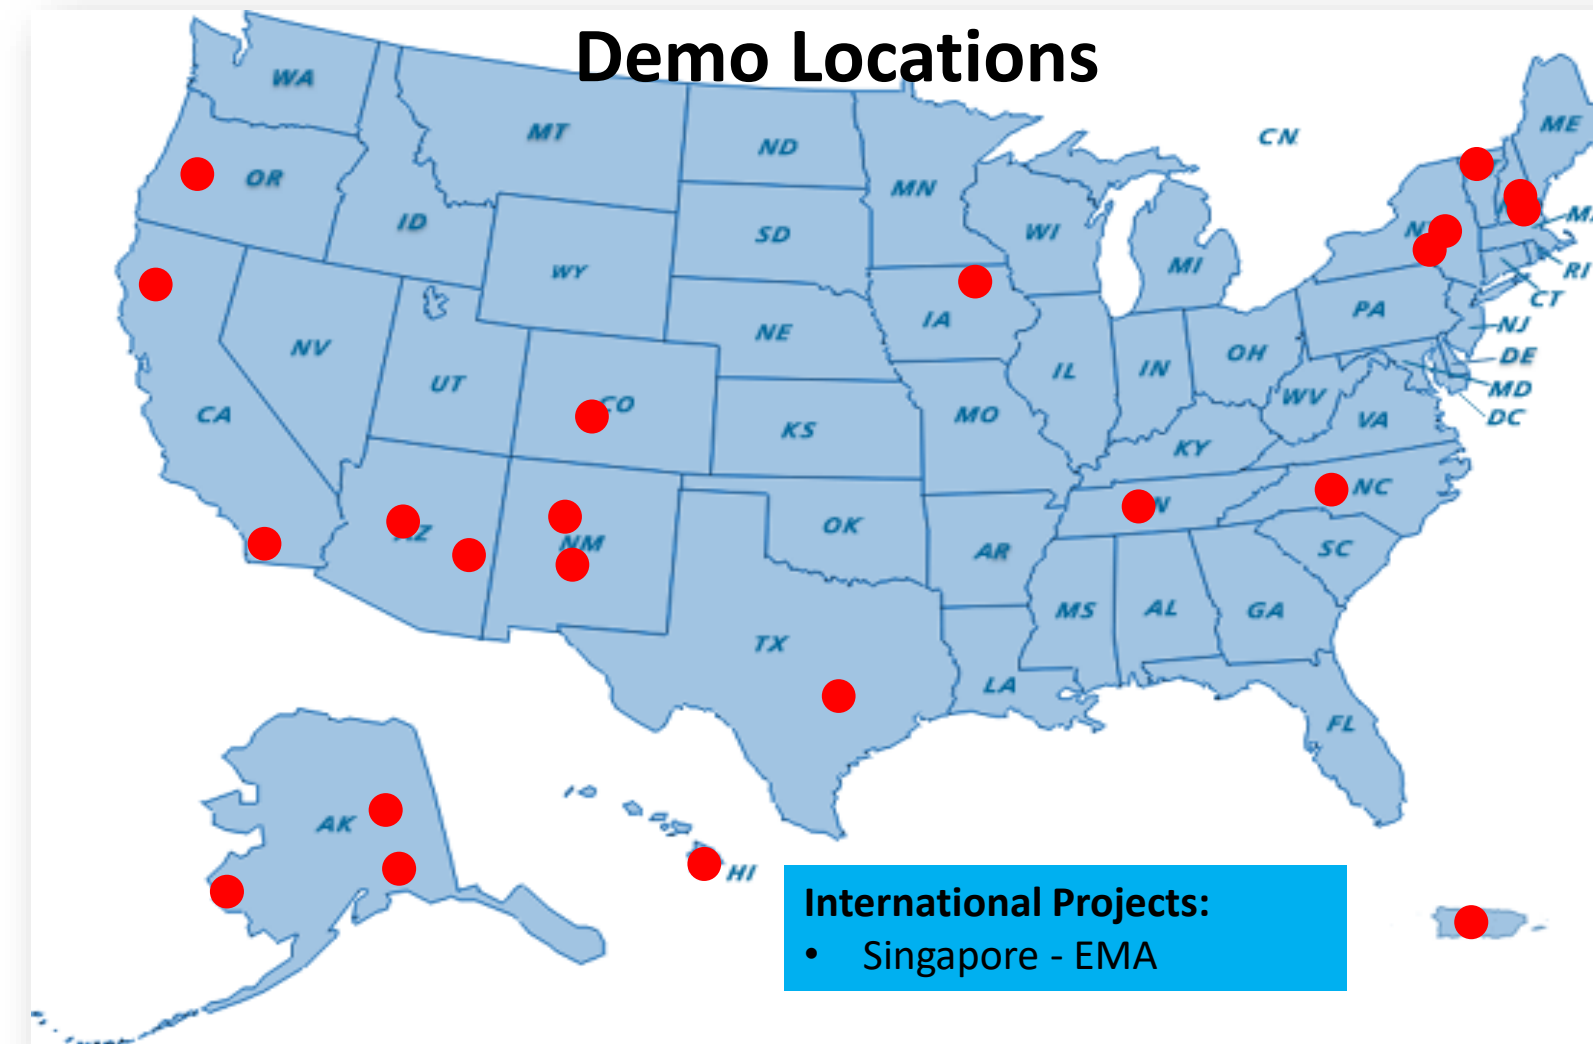 Demo Locations
WA
MT
ND
MN
CN
ME
OR
ID
SD
WI
WY
MI
RI
CT
IA
PA
NJ
NE
NV
OH
DE
UT
IL
IN
MD
CO
WV
CA
KS
MO
VA
DC
KY
NC
OK
NM
AR
SC
MS
AL
GA
TX
LA
FL
AK
HI
International Projects:
• Singapore - EMA